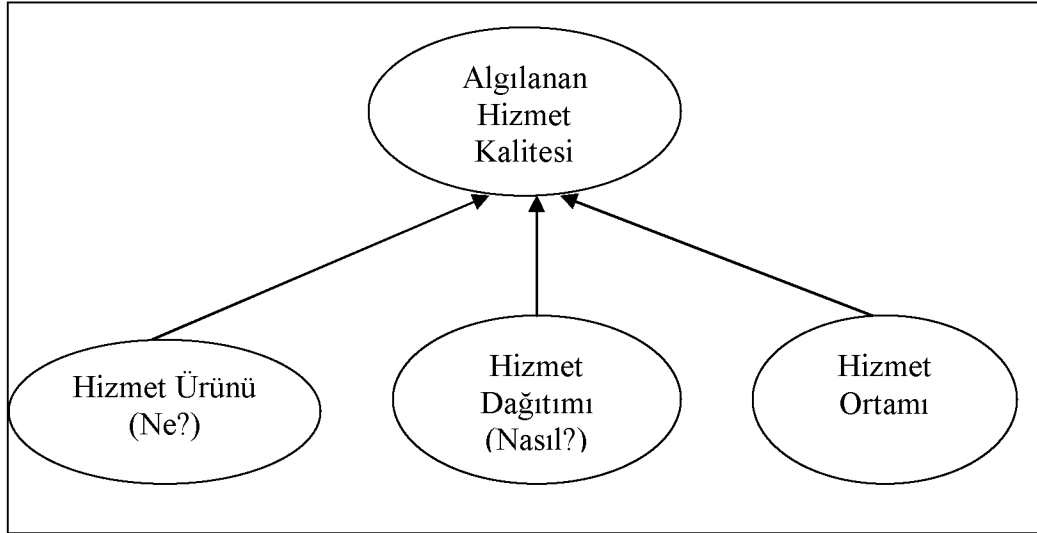 Algılanan
Hizmet
Kalitesi
Hizmet Ürünü
(Ne?)
Hizmet
Dağıtımı
(Nasıl?)
Hizmet
Ortamı